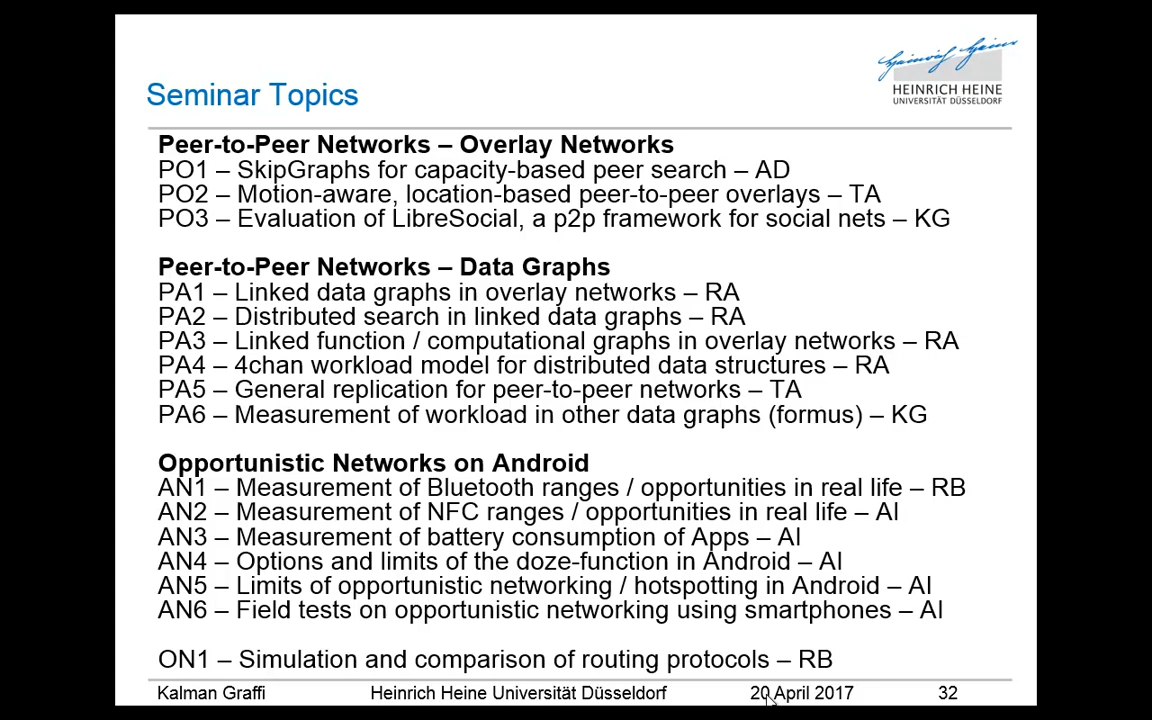 Seminar Topics
Heinrich Heine
HEINRICH HEINE
UNIVERSITÄT DÜSSELDORF
Peer-to-Peer Networks – Overlay Networks
PO1 – SkipGraphs for capacity-based peer search – AD
PO2 – Motion-aware, location-based peer-to-peer overlays – TA
PO3 – Evaluation of LibreSocial, a p2p framework for social nets – KG
Peer-to-Peer Networks – Data Graphs
PA1 – Linked data graphs in overlay networks – RA
PA2 – Distributed search in linked data graphs – RA
PA3 – Linked function / computational graphs in overlay networks – RA
PA4 – 4chan workload model for distributed data structures – RA
PA5 – General replication for peer-to-peer networks – TA
PA6 – Measurement of workload in other data graphs (formus) – KG
Opportunistic Networks on Android
AN1 – Measurement of Bluetooth ranges / opportunities in real life – RB
AN2 – Measurement of NFC ranges / opportunities in real life – AI
AN3 – Measurement of battery consumption of Apps – AI
AN4 – Options and limits of the doze-function in Android – AI
AN5 – Limits of opportunistic networking / hotspotting in Android – AI
AN6 – Field tests on opportunistic networking using smartphones – AI
ON1 – Simulation and comparison of routing protocols – RB
Kalman Graffi Heinrich Heine Universität Düsseldorf 20 April 2017 32